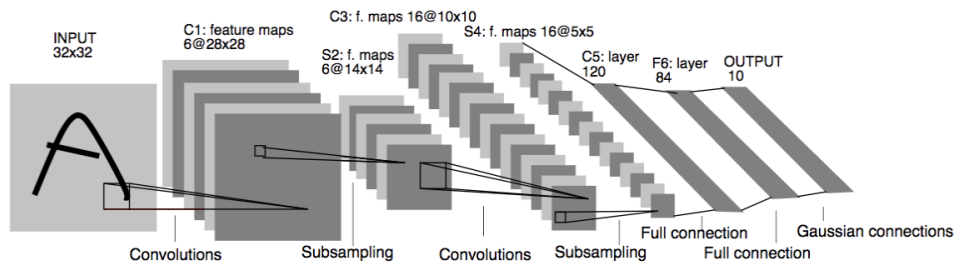 INPUT
32x32
C1: feature maps
6@28x28
S2: f. maps
6@14x14
C3: f. maps 16@10x10
S4: f. maps 16@5x5
C5: layer
120
F6: layer
84
OUTPUT
10
Convolutions
Subsampling
Convolutions
Subsampling
Full connection
Full connection
Gaussian connections
A